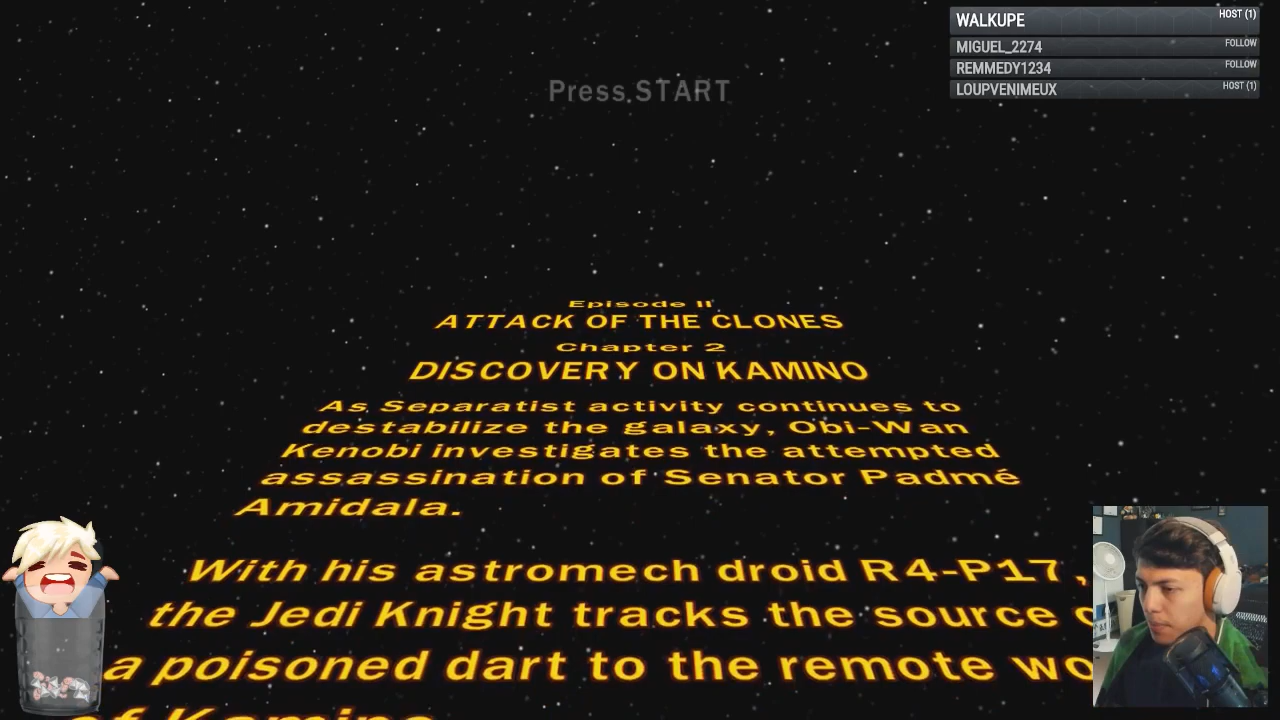 WALKUPE HOST (1)
MIGUEL_2274 FOLLOW
REMMEDY1234 FOLLOW
LOUPVENIMEUX HOST (1)
Press START
Episode II
ATTACK OF THE CLONES
Chapter 2
DISCOVERY ON KAMINO
As Separatist activity continues to
destabilize the galaxy, Obi-Wan
Kenobi investigates the attempted
assassination of Senator Padmé
Amidala.
With his astromech droid R4-P17,
the Jedi Knight tracks the source
a poisoned dart to the remote wo
of Kamino